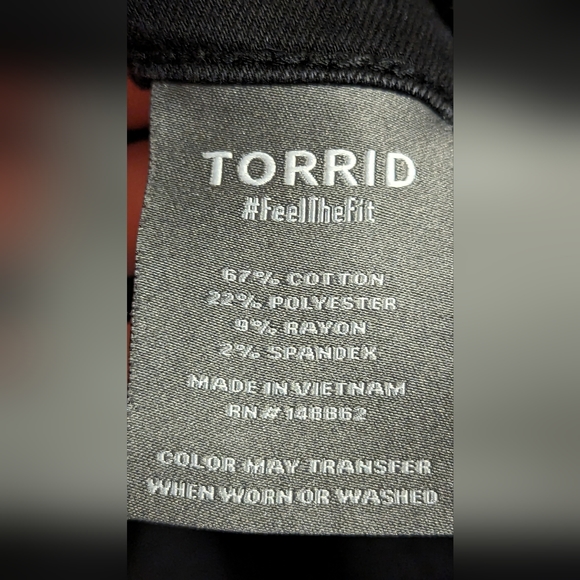 TORRID
#FeelTheFit
67% COTTON
22% POLYESTER
9% RAYON
2% SPANDEX
MADE IN VIETNAM
RN # 148862
COLOR MAY TRANSFER
WHEN WORN OR WASHED